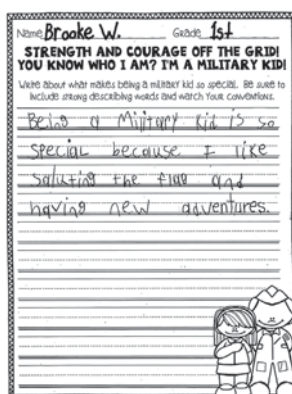 Name Brooke W. Grade 1st
STRENGTH AND COURAGE OFF THE GRID!
YOU KNOW WHO I AM? I'M A MILITARY KID!
Write about what makes being a military kid so special. Be sure to
include strong describing words and watch your conventions.
Being a Military kid is so
special because I like
saluting the flag and
having new adventures.